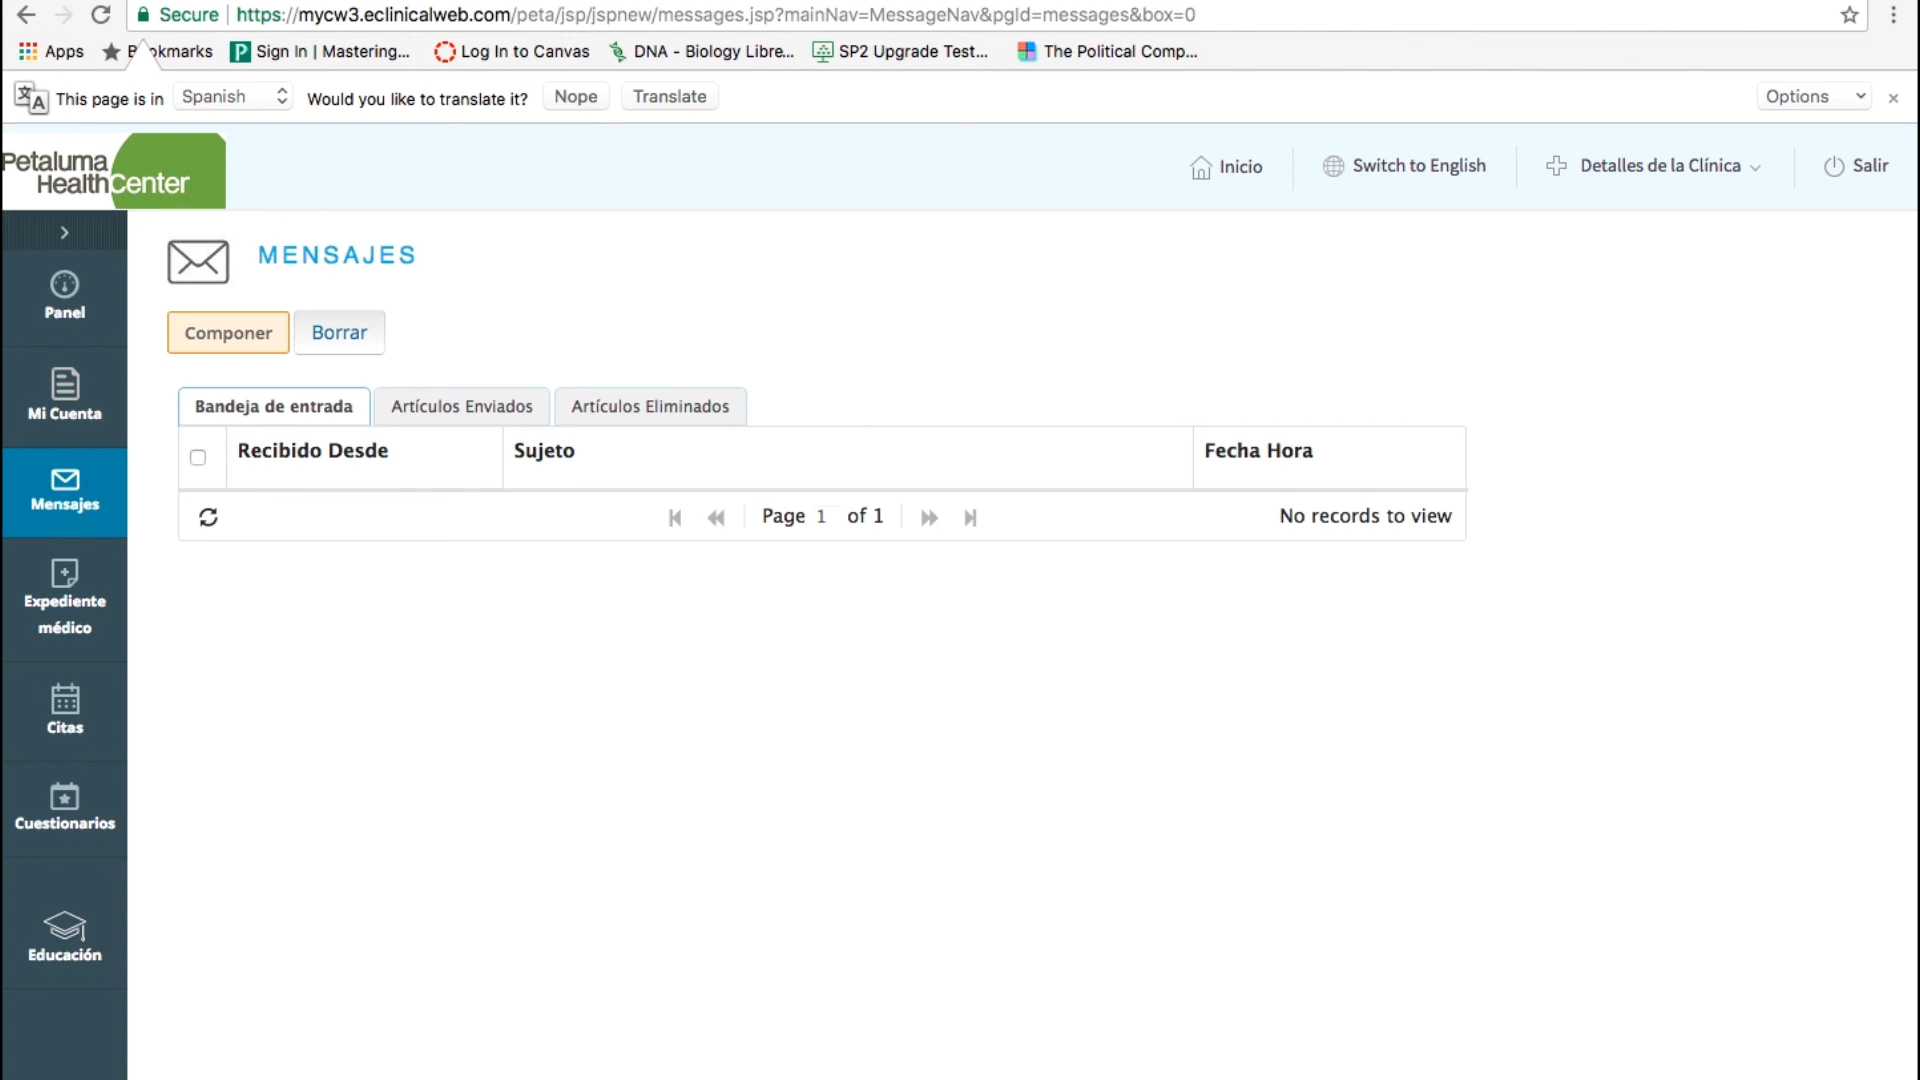 Secure https://mycw3.eclinicalweb.com/peta/jsp/jspnew/messages.jsp?mainNav=MessageNav&pgId=messages&box=0
Apps Bookmarks Sign In | Mastering... Log In to Canvas DNA - Biology Libre... SP2 Upgrade Test... The Political Comp...
This page is in Spanish Would you like to translate it? Nope Translate Options
Petaluma
HealthCenter
Inicio Switch to English Detalles de la Clínica Salir
Panel
Mi Cuenta
Mensajes
Expediente
médico
Citas
Cuestionarios
Educación
MENSAJES
Componer Borrar
Bandeja de entrada Artículos Enviados Artículos Eliminados
Recibido Desde Sujeto Fecha Hora
Page 1 of 1 No records to view